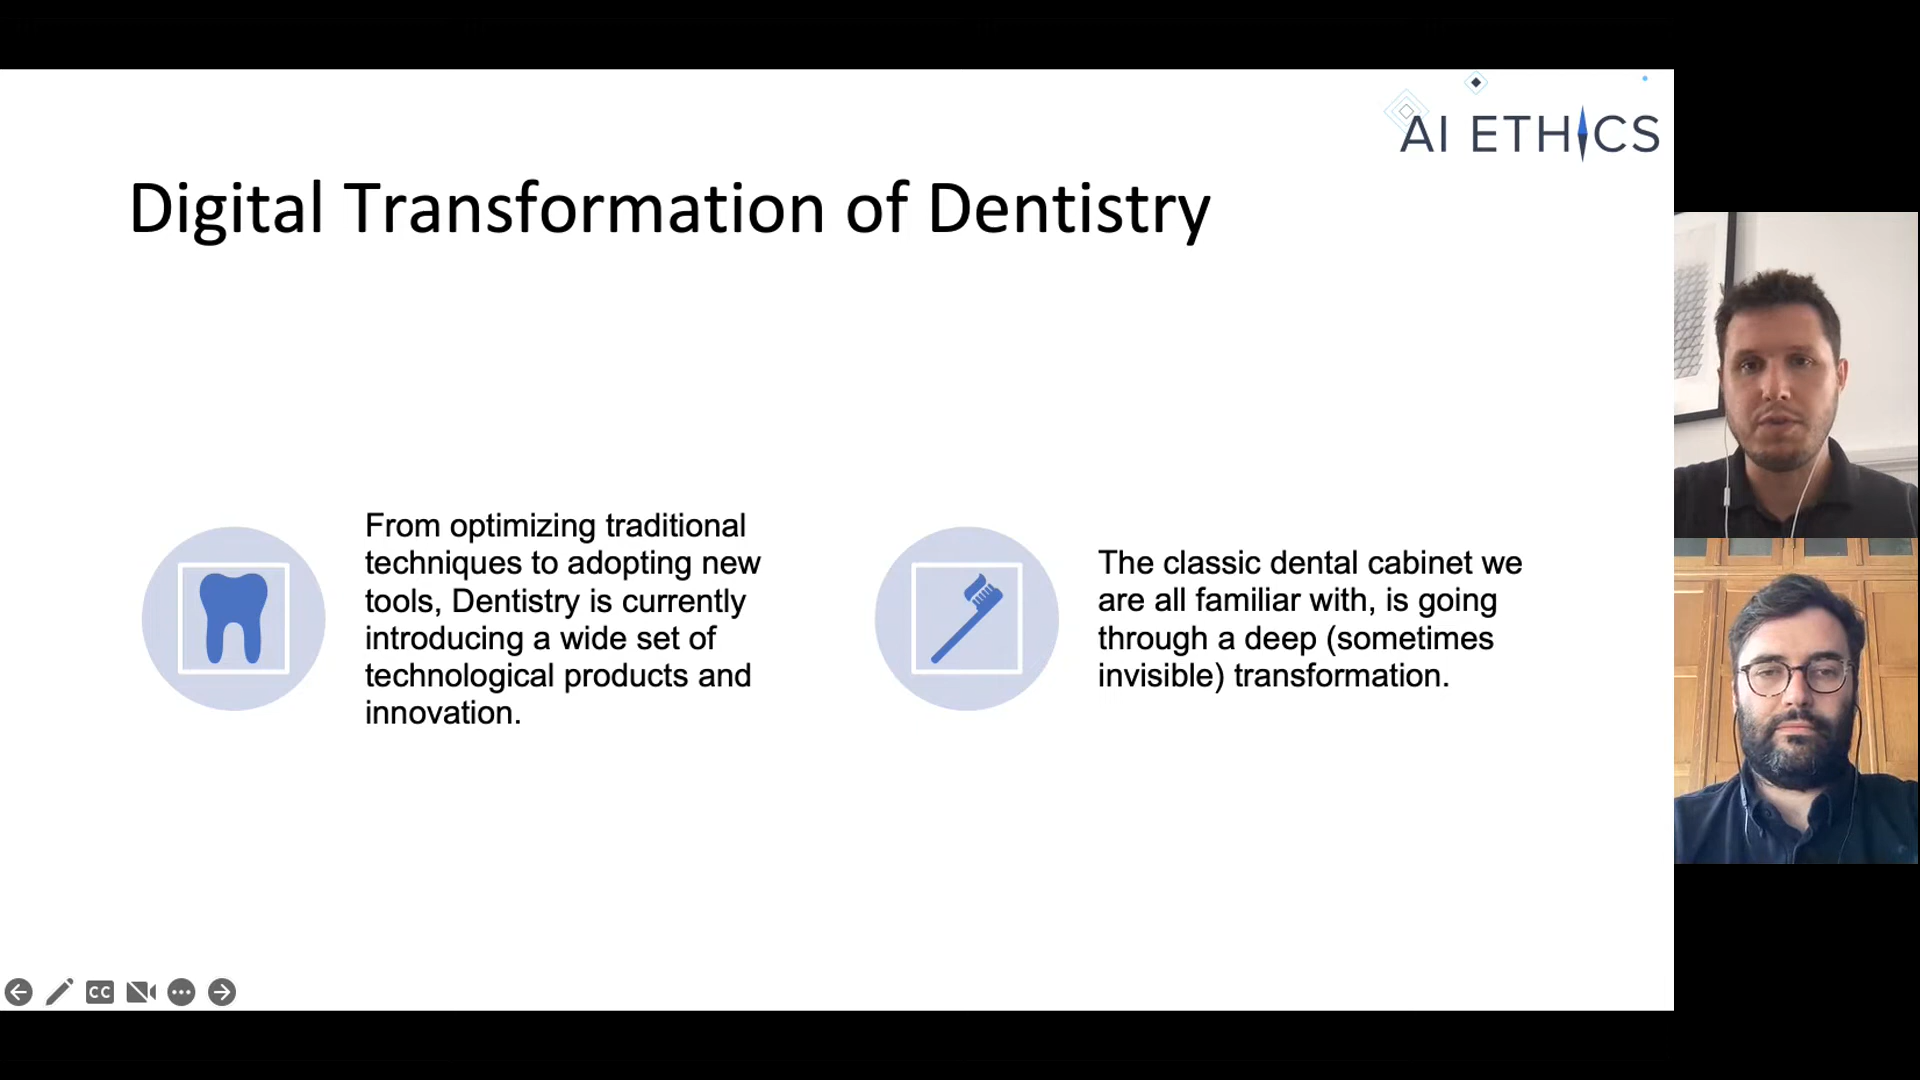 AI ETHICS
Digital Transformation of Dentistry
From optimizing traditional
techniques to adopting new
tools, Dentistry is currently
introducing a wide set of
technological products and
innovation.
The classic dental cabinet we
are all familiar with, is going
through a deep (sometimes
invisible) transformation.
CC